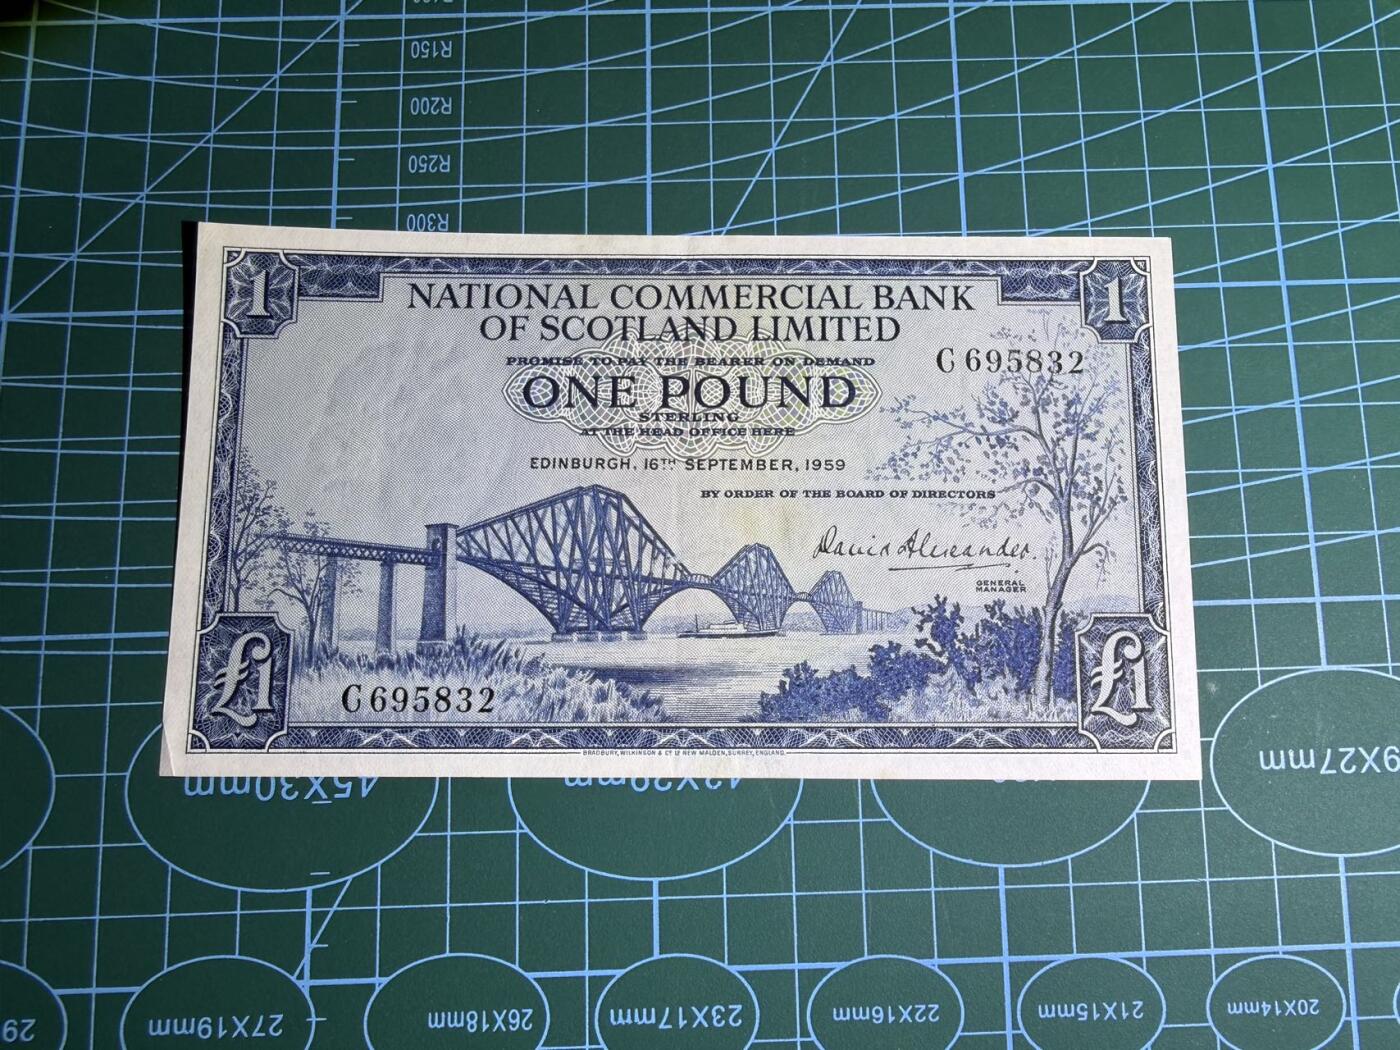 R150
R200
R250
R300
1
1
NATIONAL COMMERCIAL BANK
OF SCOTLAND LIMITED
PROMISE TO PAY THE BEARER ON DEMAND
C 695832
ONE POUND
STERLING
AT THE HEAD OFFICE HERE
EDINBURGH, 16TH SEPTEMBER, 1959
BY ORDER OF THE BOARD OF DIRECTORS
David Alexander.
GENERAL
MANAGER
£1
£1
C 695832
BRADBURY, WILKINSON & Co Ld NEW MALDEN, SURREY, ENGLAND.
45X30mm
42X29mm
9X27mm
29
27X19mm
26X18mm
23X17mm
22X16mm
21X15mm
20X14mm